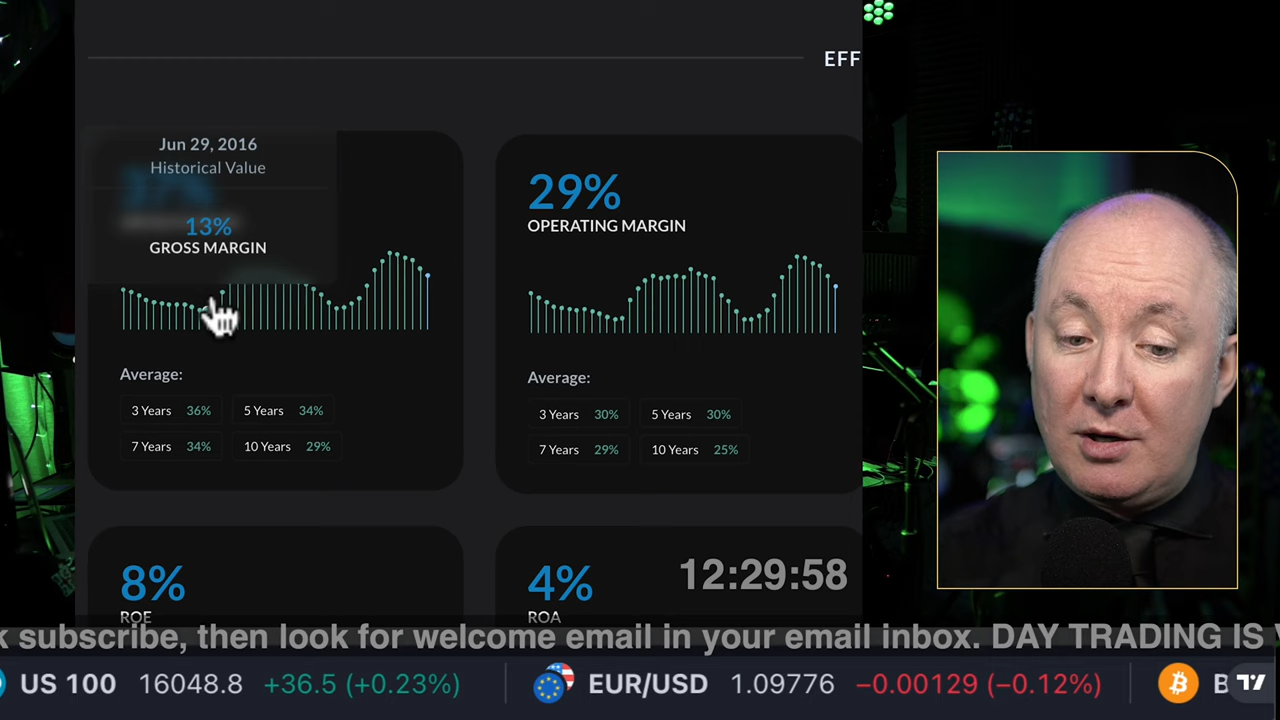 EFF
Jun 29, 2016
Historical Value
13%
GROSS MARGIN
29%
OPERATING MARGIN
Average:
3 Years 36% 5 Years 34%
7 Years 34% 10 Years 29%
Average:
3 Years 30% 5 Years 30%
7 Years 29% 10 Years 25%
8%
ROE
4%
ROA
12:29:58
k subscribe, then look for welcome email in your email inbox. DAY TRADING IS
US 100 16048.8 +36.5 (+0.23%) EUR/USD 1.09776 −0.00129 (−0.12%) B